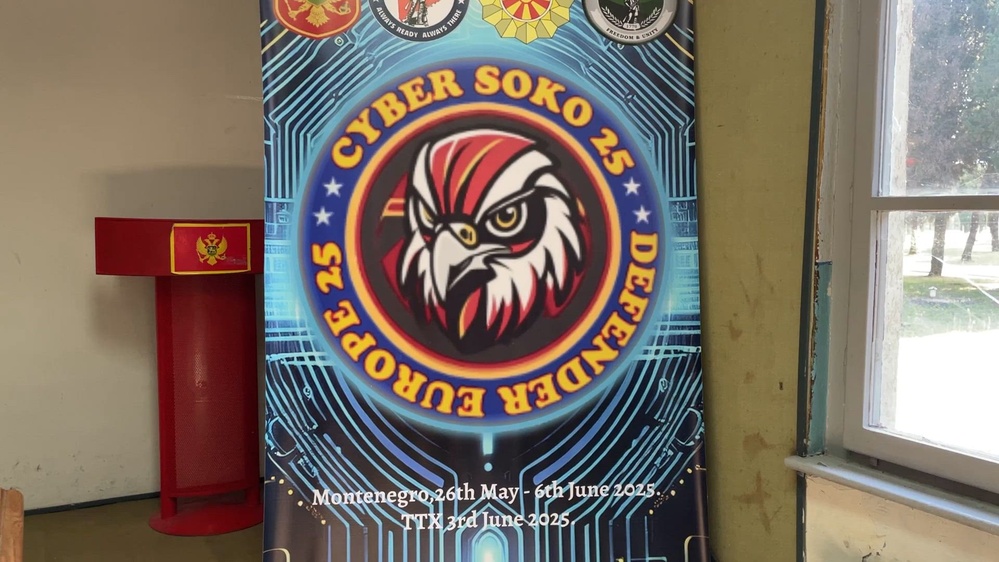 ALWAYS READY ALWAYS THERE
FREEDOM & UNITY
CYBER SOKO 25
DEFENDER EUROPE 25
Montenegro,26th May - 6th June 2025.
TTX 3rd June 2025.